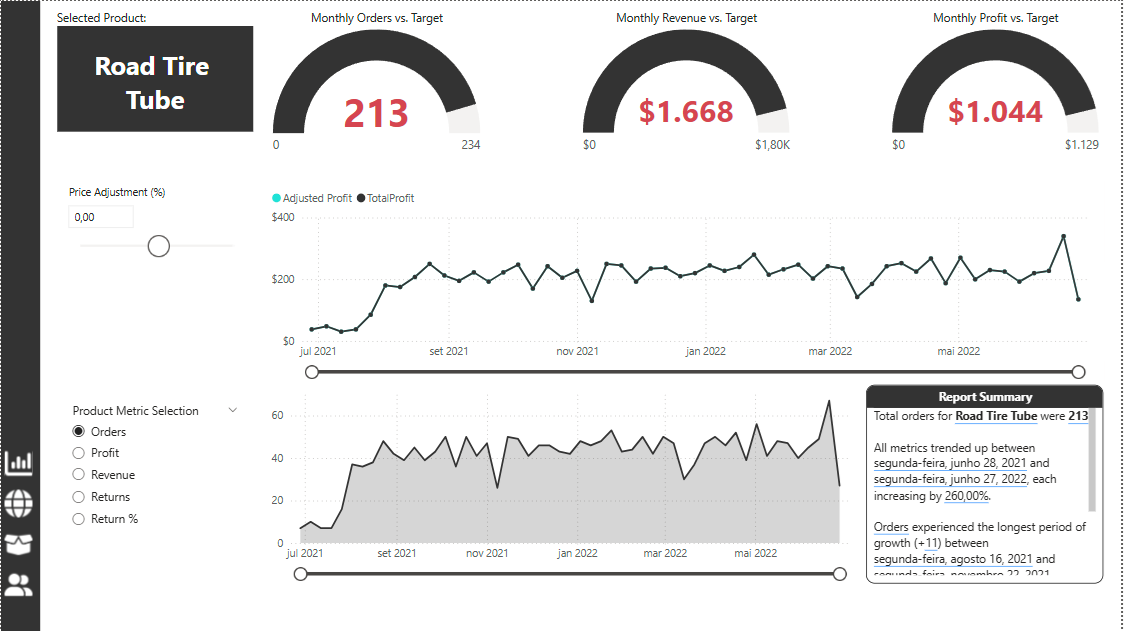 Selected Product:
Road Tire
Tube
Monthly Orders vs. Target
213
0
234
Monthly Revenue vs. Target
$1.668
$0
$1,80K
Monthly Profit vs. Target
$1.044
$0
$1.129
Price Adjustment (%)
0,00
Adjusted Profit TotalProfit
$400
$200
$0
jul 2021 set 2021 nov 2021 jan 2022 mar 2022 mai 2022
Product Metric Selection
Orders
Profit
Revenue
Returns
Return %
60
40
20
0
jul 2021 set 2021 nov 2021 jan 2022 mar 2022 mai 2022
Report Summary
Total orders for Road Tire Tube were 213
All metrics trended up between
segunda-feira, junho 28, 2021 and
segunda-feira, junho 27, 2022, each
increasing by 260,00%.
Orders experienced the longest period of
growth (+11) between
segunda-feira, agosto 16, 2021 and
segunda-feira, novembro 22, 2021